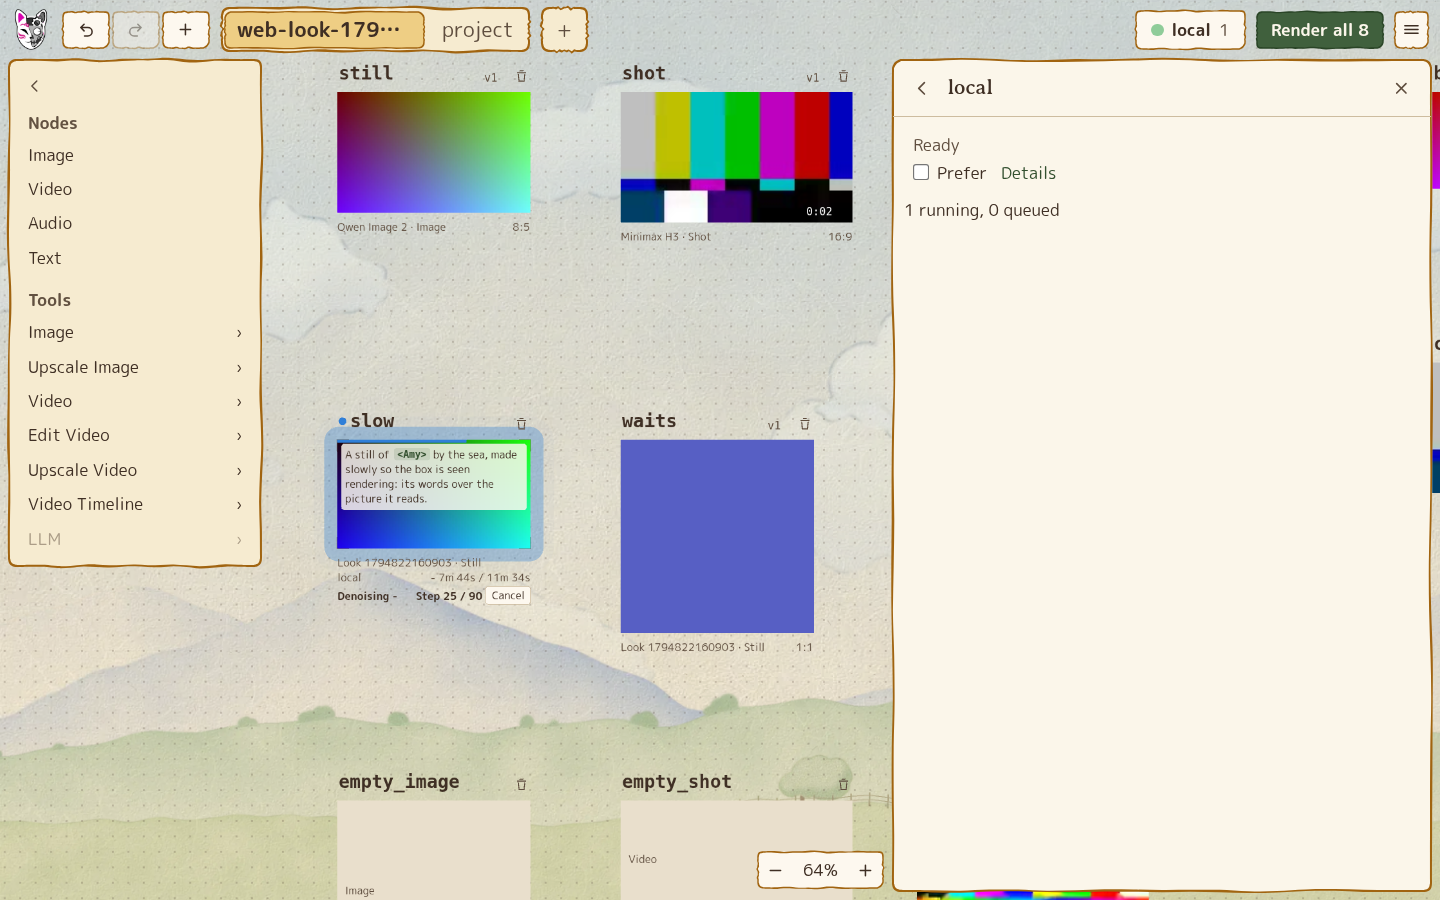 web-look-179···
project
local 1
Render all 8
Nodes
Image
Video
Audio
Text
Tools
Image
Upscale Image
Video
Edit Video
Upscale Video
Video Timeline
LLM
still v1
Qwen Image 2 · Image 8:5
shot v1
0:02
Minimax H3 · Shot 16:9
slow
A still of <Amy> by the sea, made
slowly so the box is seen
rendering: its words over the
picture it reads.
Look 1794822160903 · Still
local - 7m 44s / 11m 34s
Denoising - Step 25 / 90 Cancel
waits v1
Look 1794822160903 · Still 1:1
empty_image
Image
empty_shot
Video
− 64% +
local
Ready
Prefer Details
1 running, 0 queued